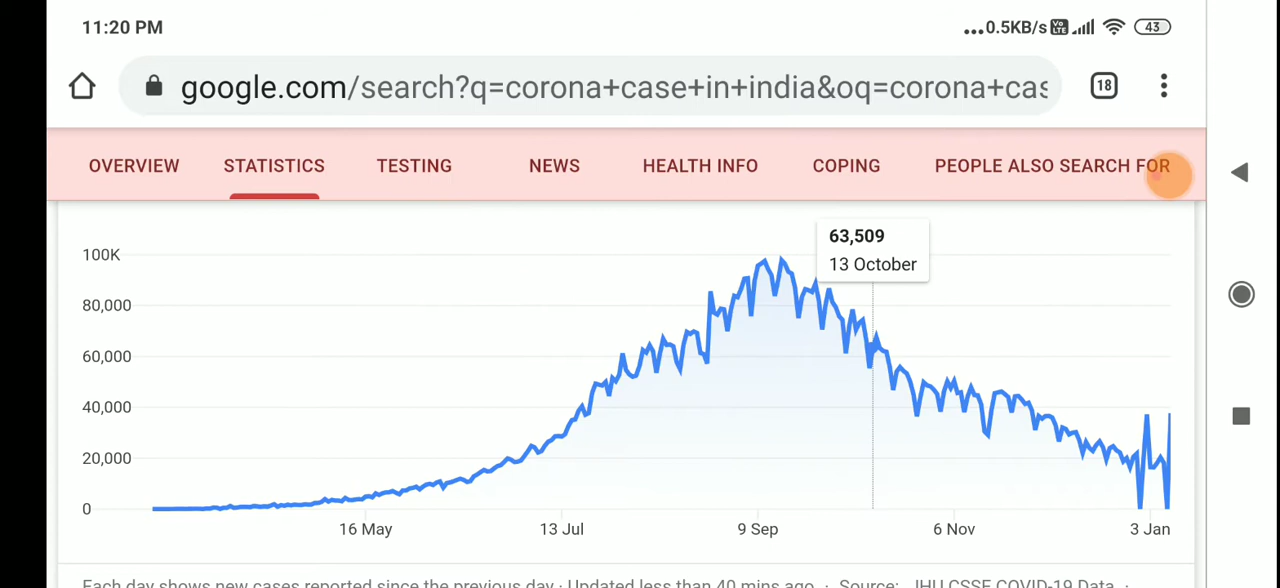 11:20 PM
...0.5KB/s Vo LTE 43
google.com/search?q=corona+case+in+india&oq=corona+cas
18
OVERVIEW STATISTICS TESTING NEWS HEALTH INFO COPING PEOPLE ALSO SEARCH FOR
63,509
13 October
100K
80,000
60,000
40,000
20,000
0
16 May 13 Jul 9 Sep 6 Nov 3 Jan
Each day shows new cases reported since the previous day · Updated less than 40 mins ago · Source: JHU CSSE COVID-19 Data ·